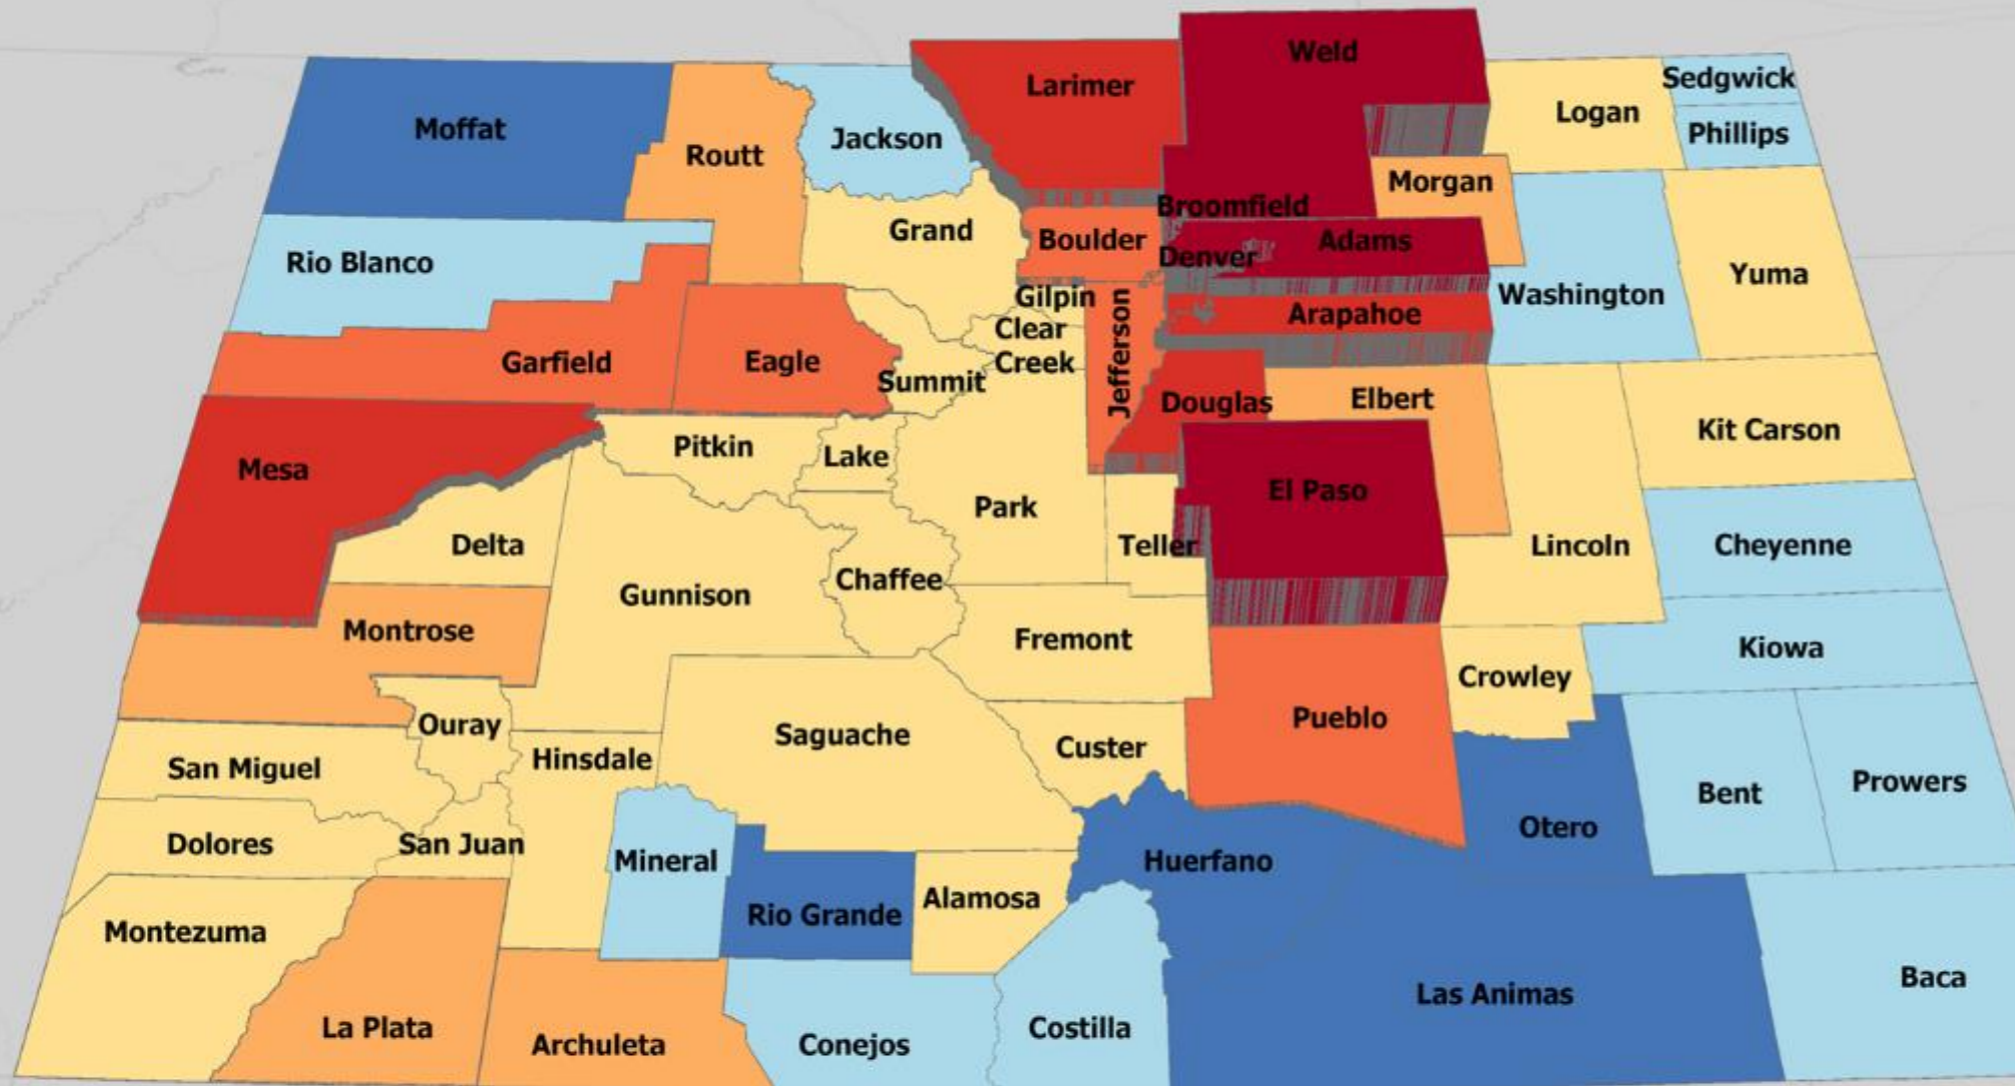 Weld
Sedgwick
Larimer
Logan
Moffat
Phillips
Jackson
Routt
Morgan
Broomfield
Grand
Boulder
Adams
Denver
Rio Blanco
Yuma
Gilpin
Washington
Arapahoe
Clear
Creek
Jefferson
Garfield
Eagle
Summit
Douglas
Elbert
Kit Carson
Pitkin
Lake
Mesa
El Paso
Park
Delta
Teller
Lincoln
Cheyenne
Chaffee
Gunnison
Montrose
Fremont
Kiowa
Crowley
Pueblo
Ouray
Saguache
Custer
Hinsdale
San Miguel
Prowers
Bent
Otero
Dolores
San Juan
Mineral
Huerfano
Alamosa
Rio Grande
Montezuma
Baca
Las Animas
La Plata
Costilla
Archuleta
Conejos